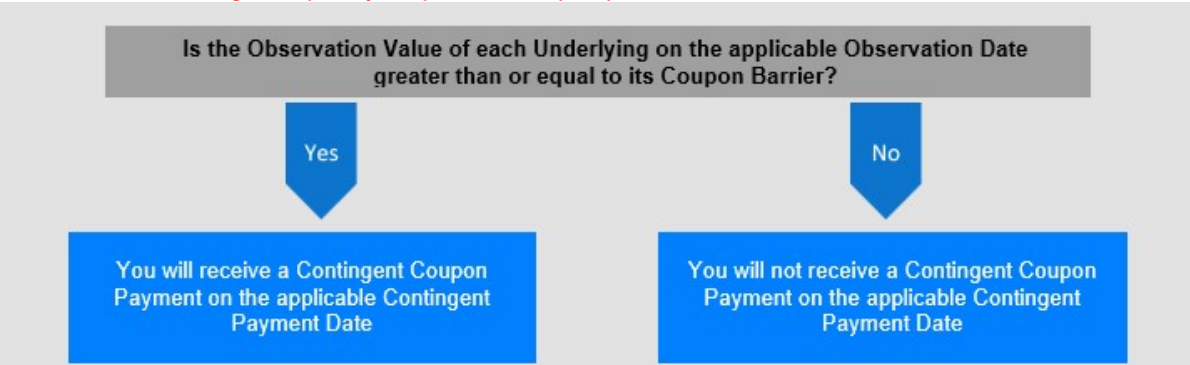 Is the Observation Value of each Underlying on the applicable Observation Date
greater than or equal to its Coupon Barrier?
Yes
No
You will receive a Contingent Coupon
Payment on the applicable Contingent
Payment Date
You will not receive a Contingent Coupon
Payment on the applicable Contingent
Payment Date